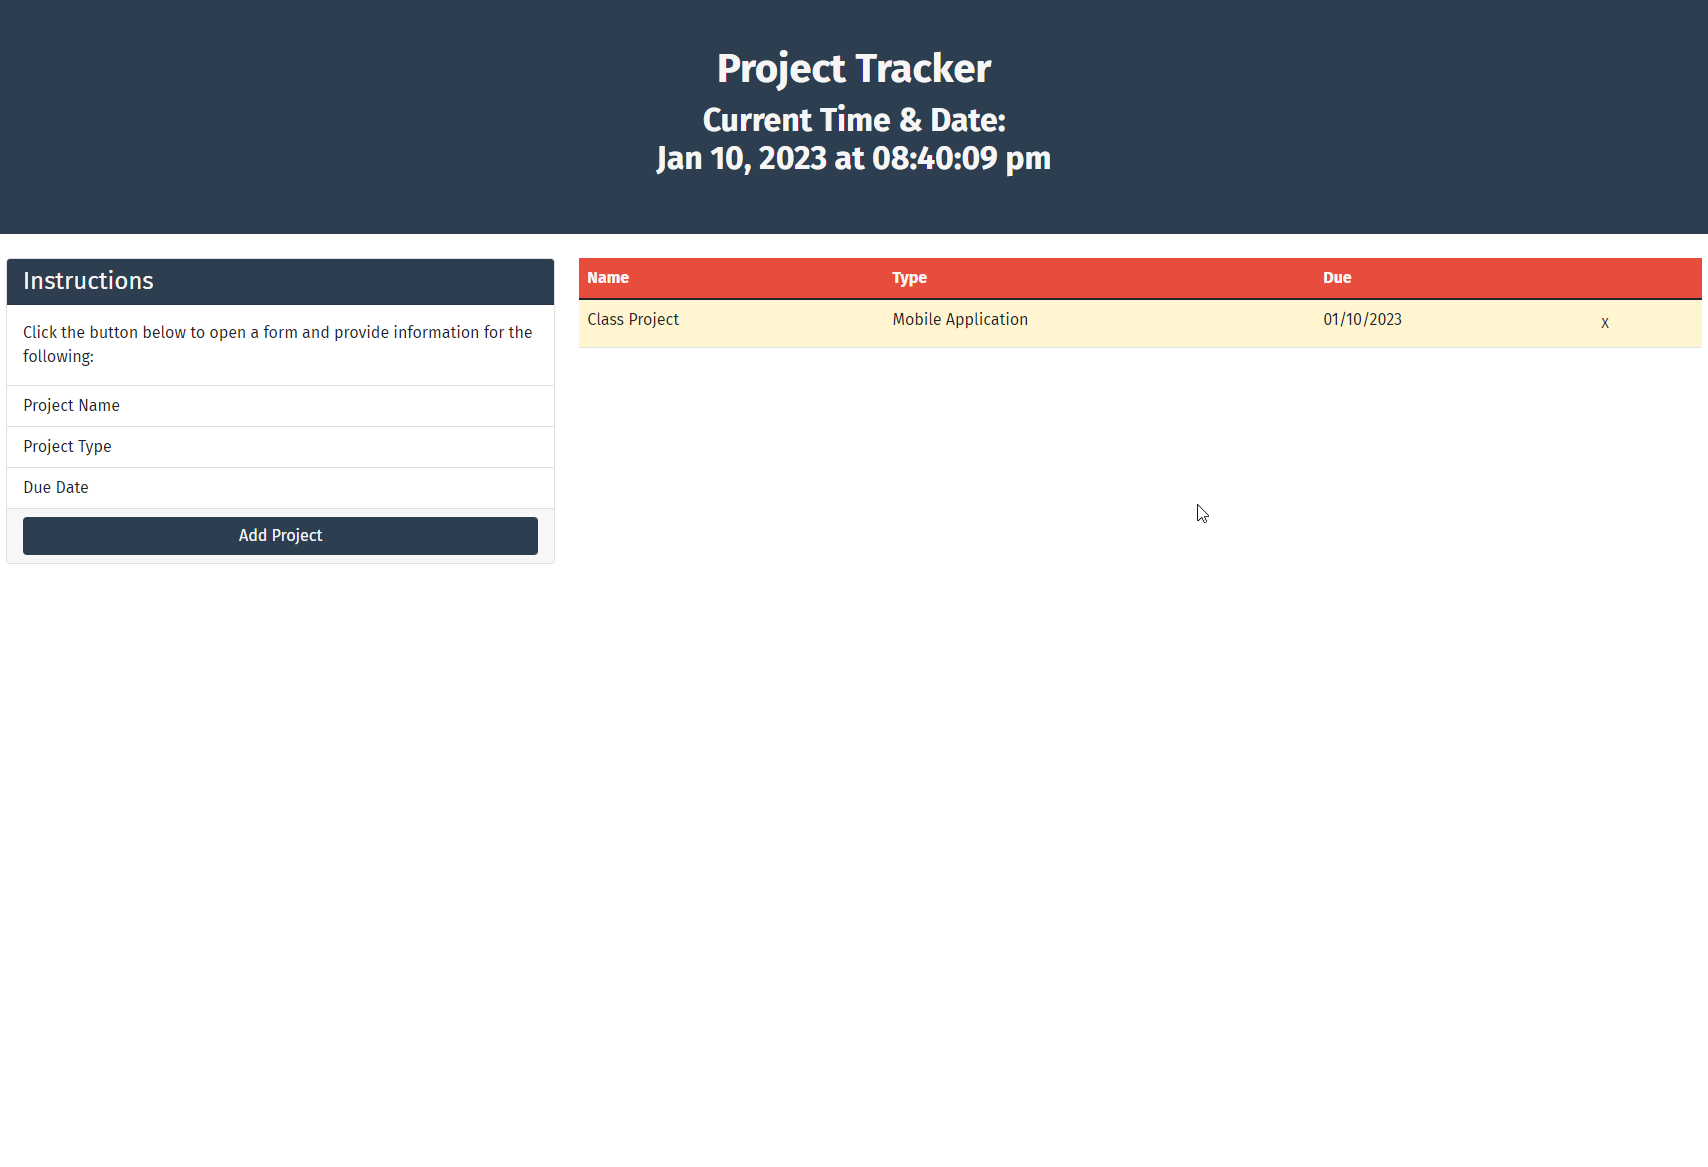 Project Tracker
Current Time & Date:
Jan 10, 2023 at 08:40:09 pm
Instructions
Click the button below to open a form and provide information for the
following:
Project Name
Project Type
Due Date
Add Project
Name Type Due
Class Project Mobile Application 01/10/2023 X